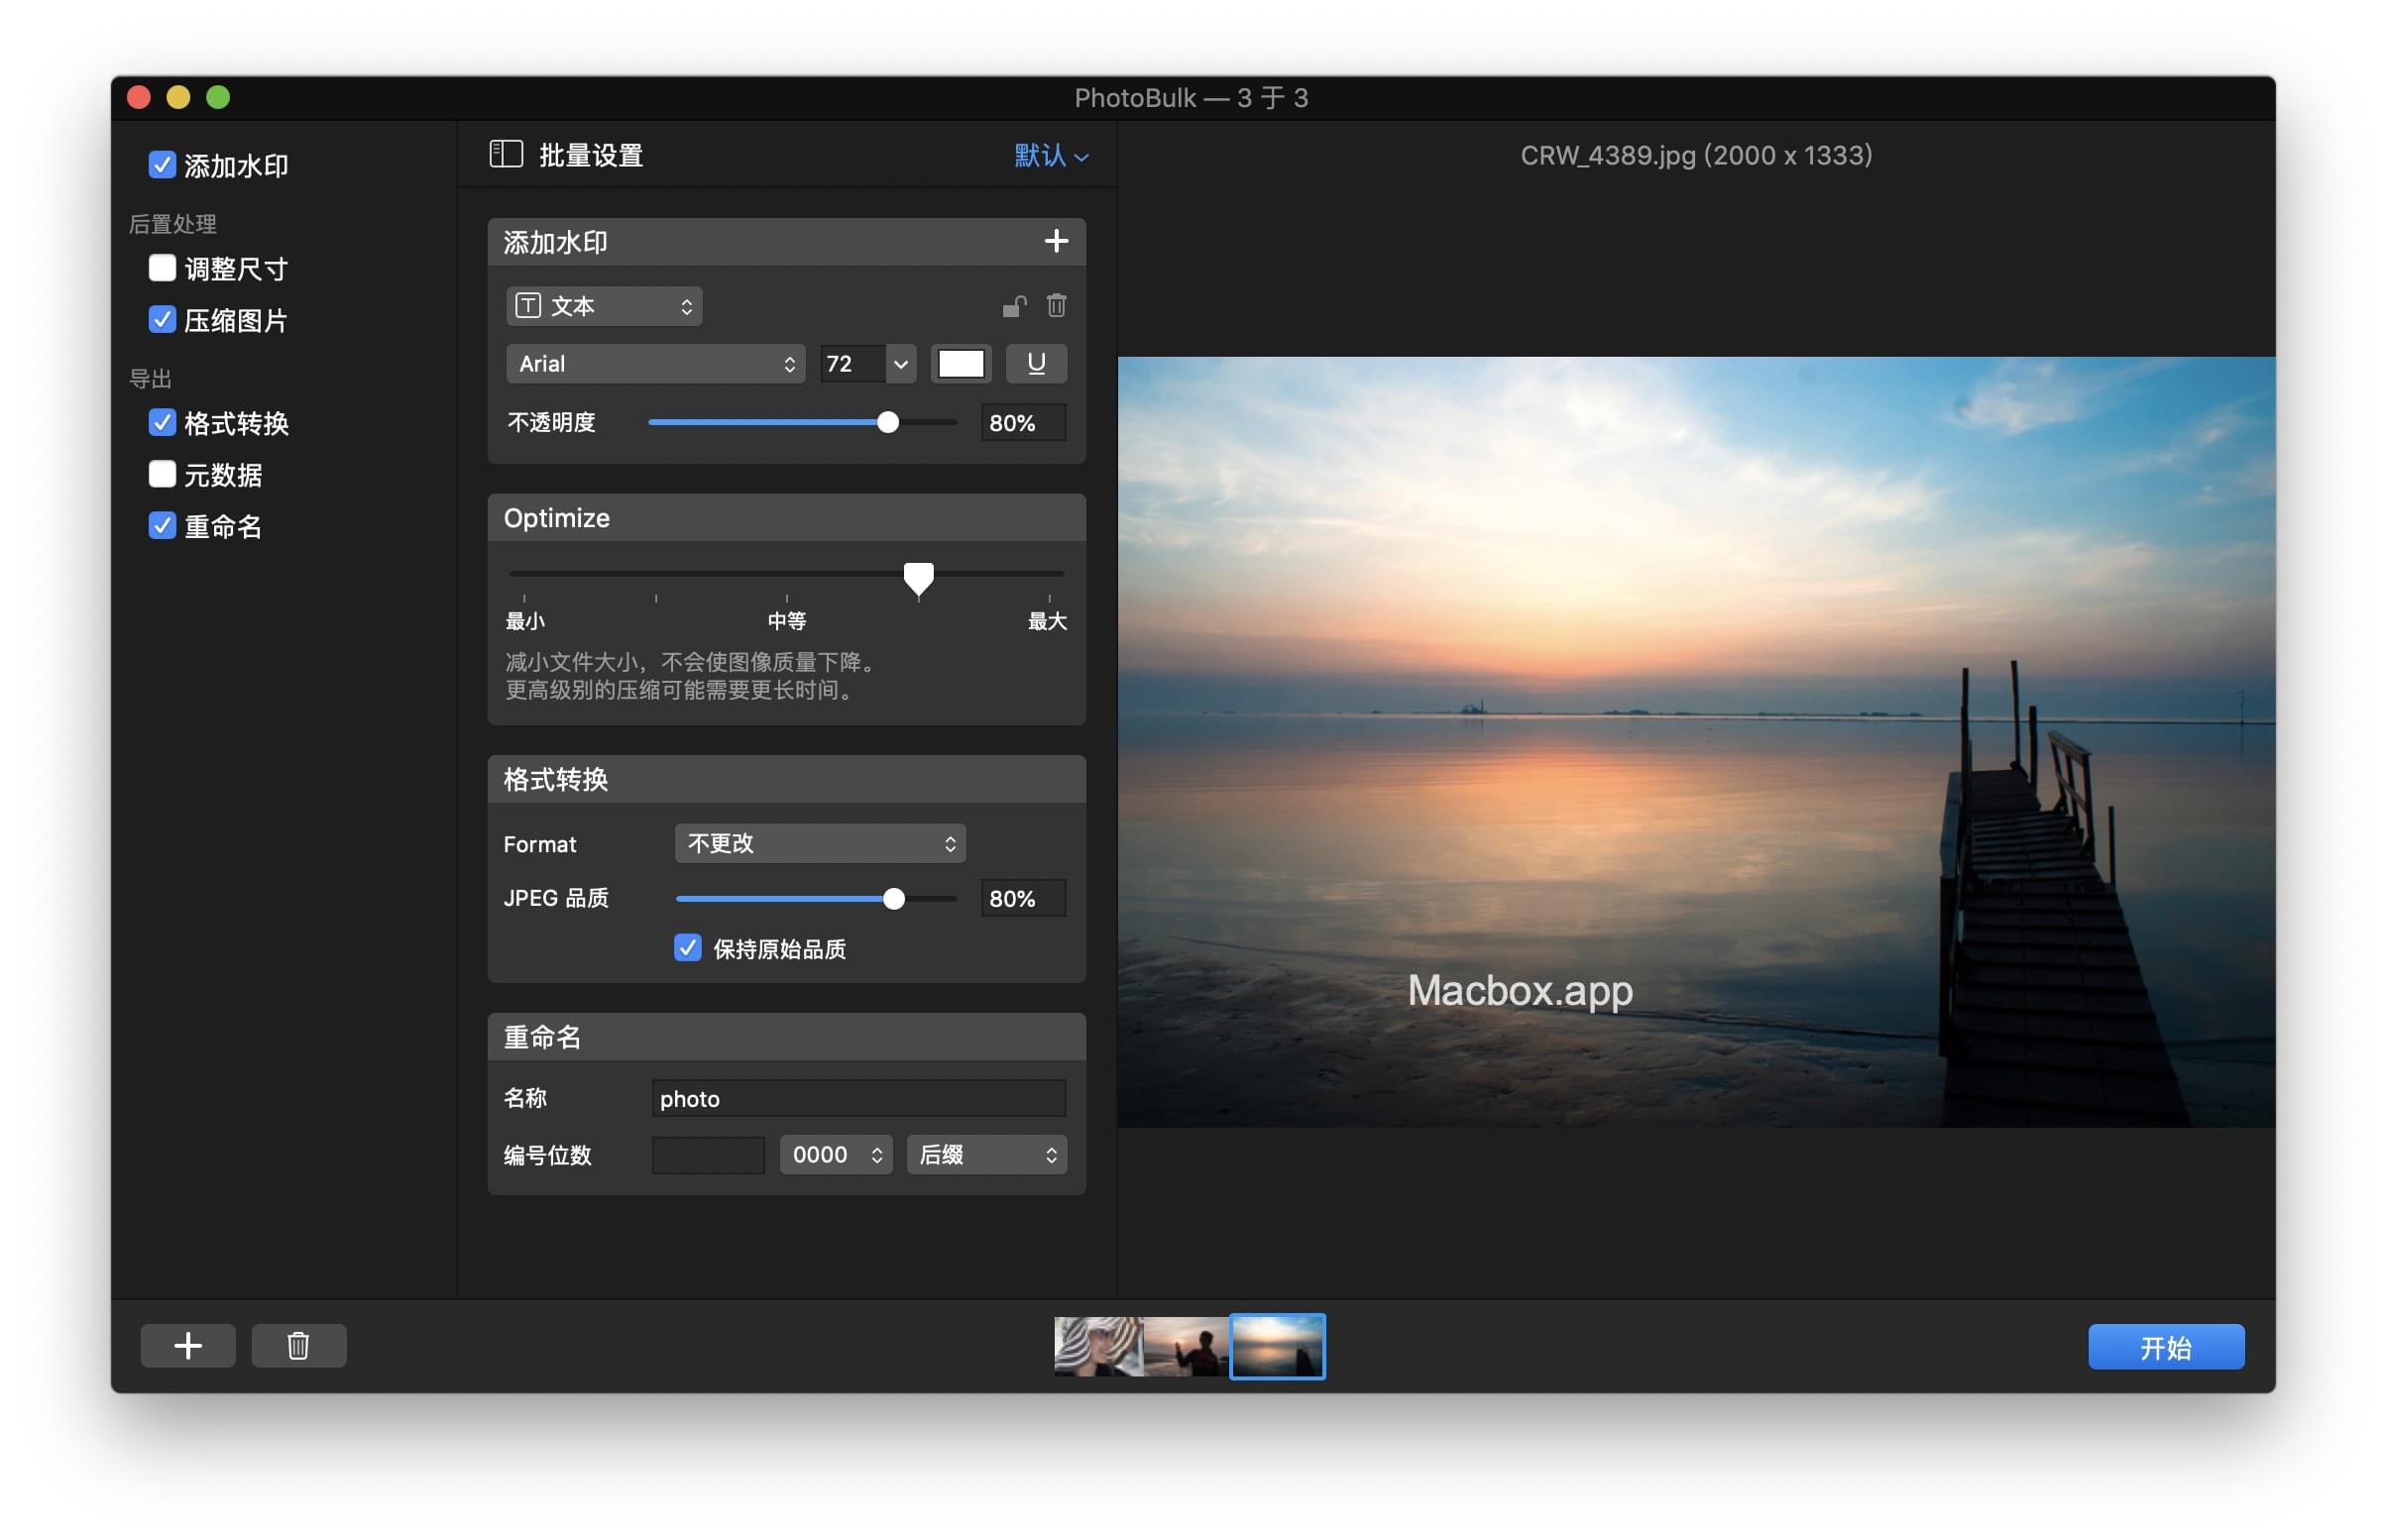 PhotoBulk — 3 于 3
添加水印
后置处理
调整尺寸
压缩图片
导出
格式转换
元数据
重命名
批量设置
默认
添加水印
文本
Arial
72
U
不透明度
80%
Optimize
最小 中等 最大
减小文件大小，不会使图像质量下降。
更高级别的压缩可能需要更长时间。
格式转换
Format 不更改
JPEG 品质 80%
保持原始品质
重命名
名称 photo
编号位数 0000 后缀
CRW_4389.jpg (2000 x 1333)
Macbox.app
开始